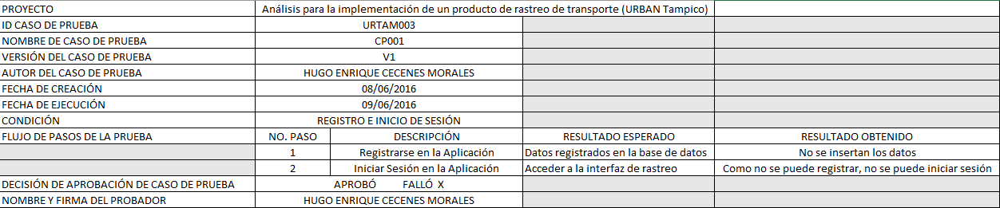 PROYECTO Análisis para la implementación de un producto de rastreo de transporte (URBAN Tampico)
ID CASO DE PRUEBA URTAM003
NOMBRE DE CASO DE PRUEBA CP001
VERSIÓN DEL CASO DE PRUEBA V1
AUTOR DEL CASO DE PRUEBA HUGO ENRIQUE CECENES MORALES
FECHA DE CREACIÓN 08/06/2016
FECHA DE EJECUCIÓN 09/06/2016
CONDICIÓN REGISTRO E INICIO DE SESIÓN
FLUJO DE PASOS DE LA PRUEBA NO. PASO DESCRIPCIÓN RESULTADO ESPERADO RESULTADO OBTENIDO
1 Registrarse en la Aplicación Datos registrados en la base de datos No se insertan los datos
2 Iniciar Sesión en la Aplicación Acceder a la interfaz de rastreo Como no se puede registrar, no se puede iniciar sesión
DECISIÓN DE APROBACIÓN DE CASO DE PRUEBA APROBÓ FALLÓ X
NOMBRE Y FIRMA DEL PROBADOR HUGO ENRIQUE CECENES MORALES